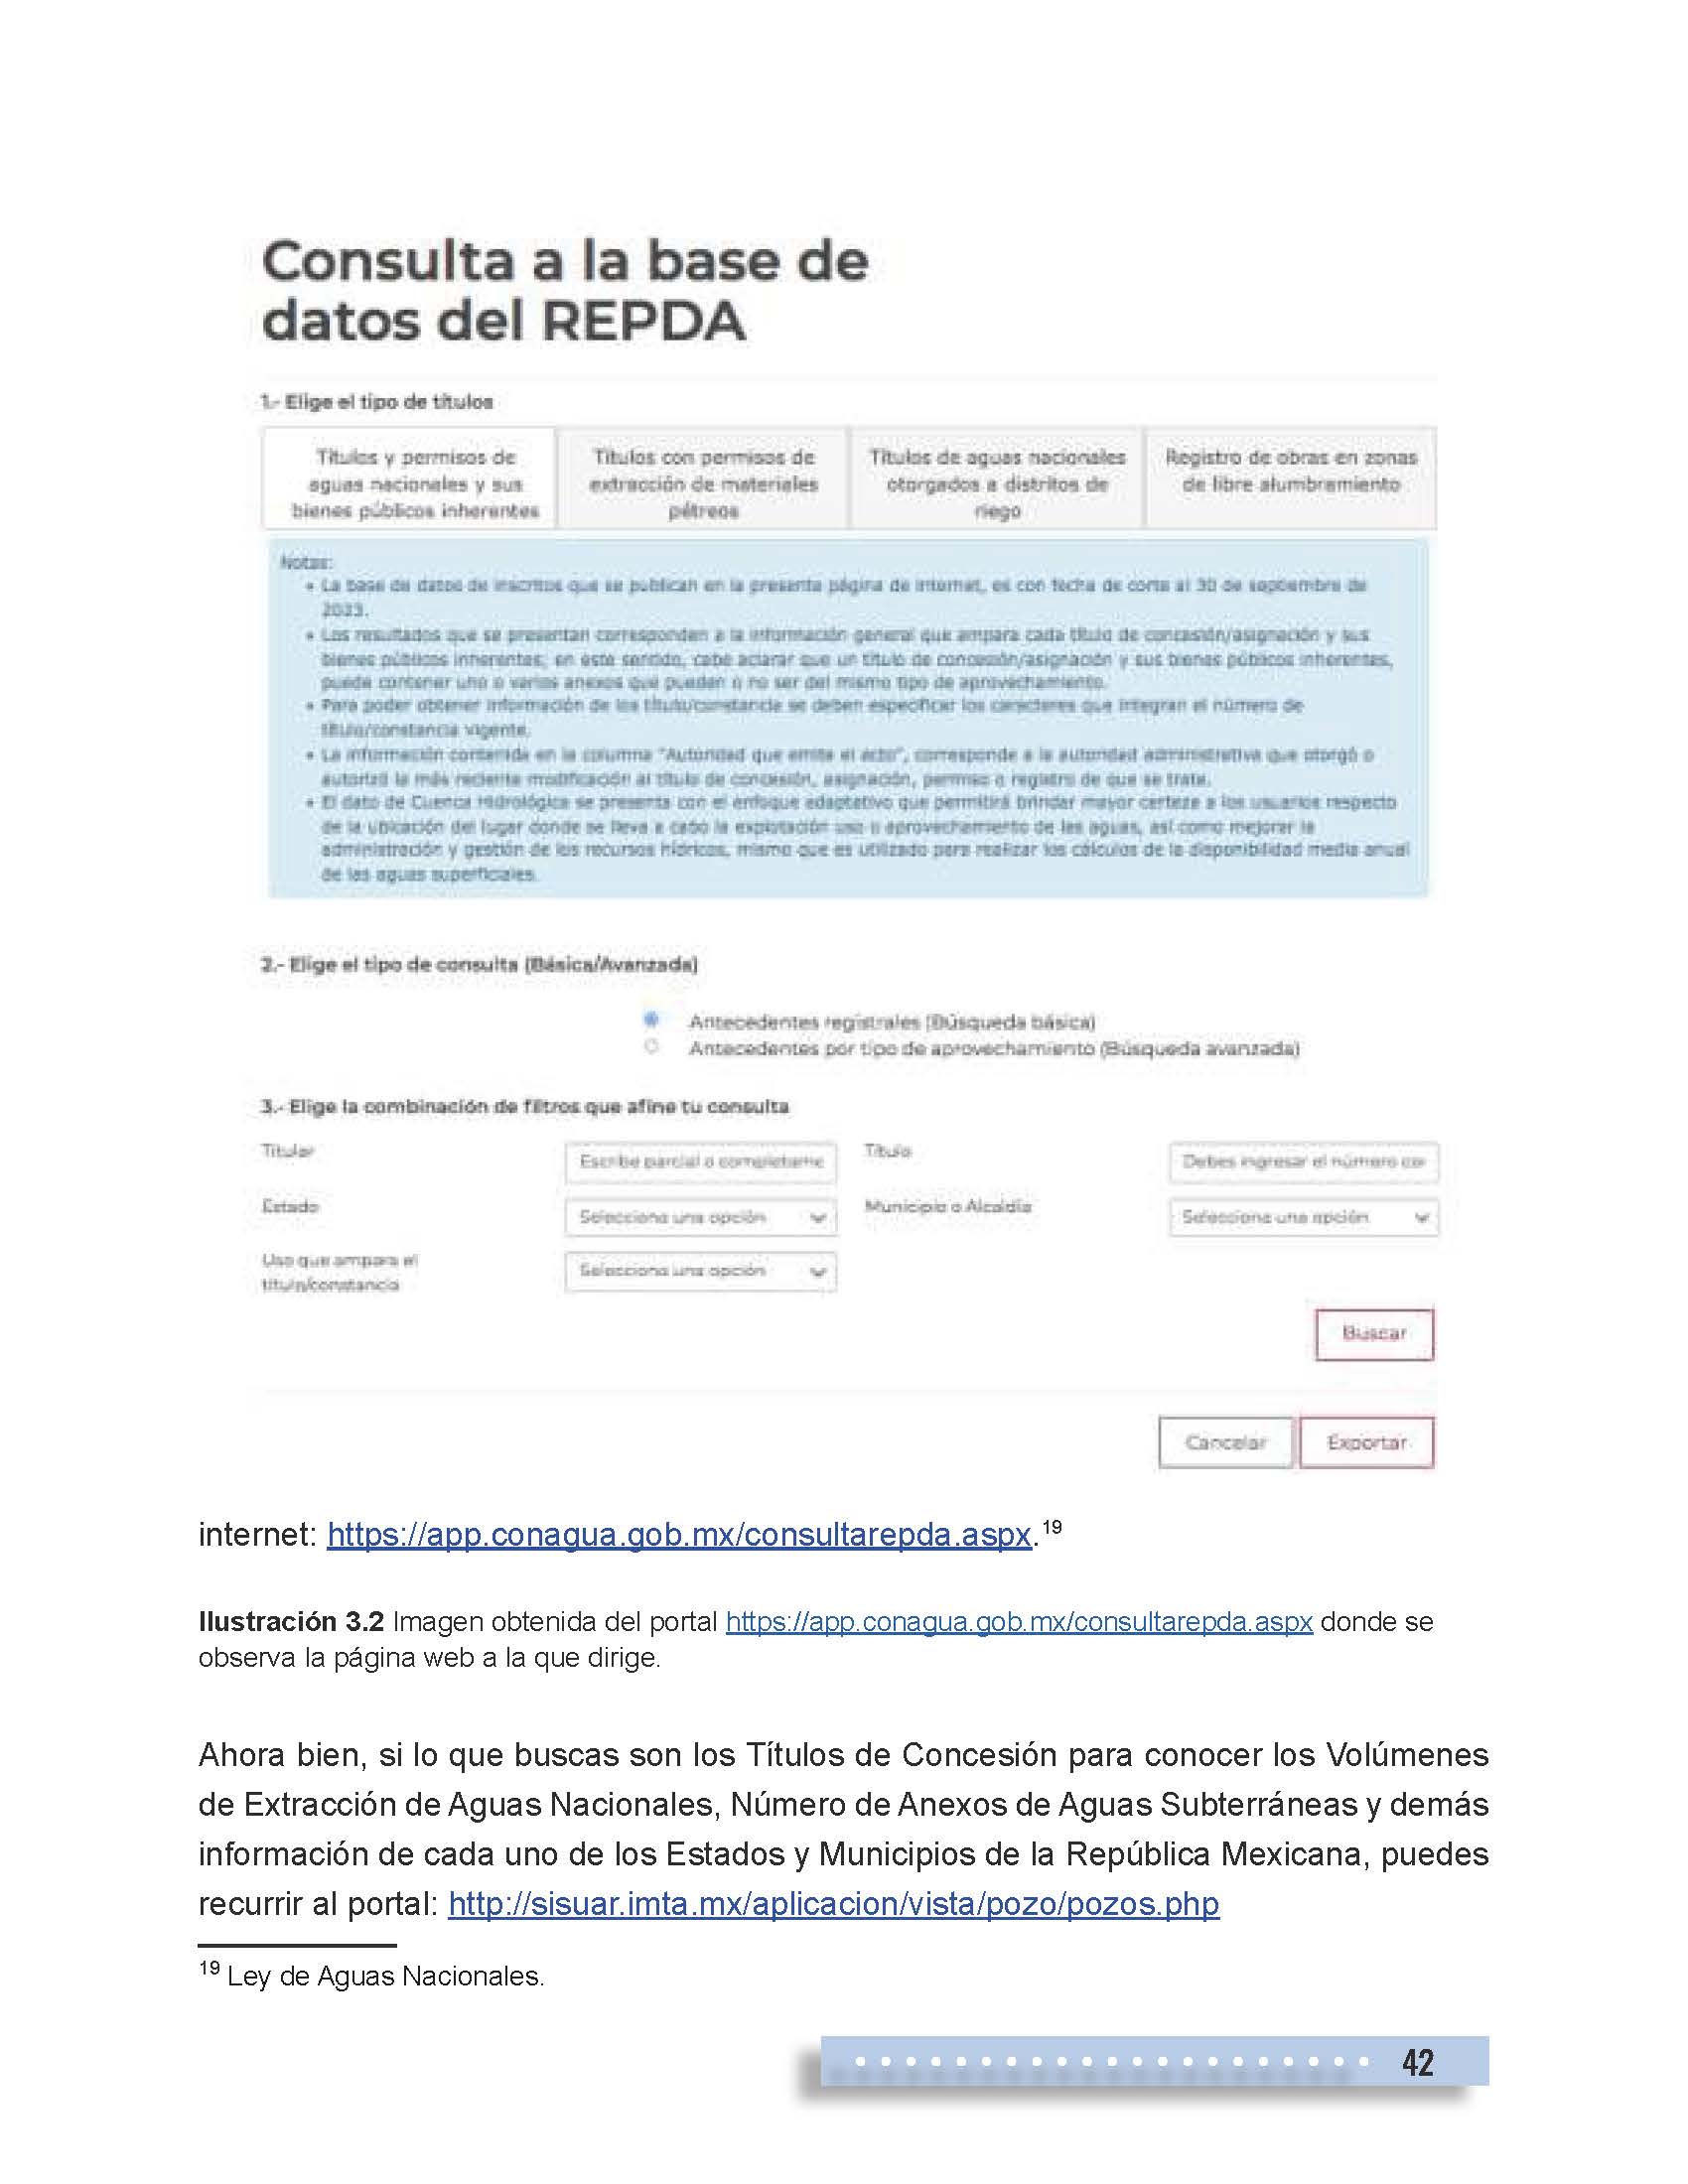 Consulta a la base de
datos del REPDA
1.- Elige el tipo de títulos
Títulos y permisos de
aguas nacionales y sus
bienes públicos inherentes
Títulos con permisos de
extracción de materiales
pétreos
Títulos de aguas nacionales
otorgados a distritos de
riego
Registro de obras en zonas
de libre alumbramiento
Notas:
• La base de datos de inscritos que se publican en la presente página de internet, es con fecha de corte al 30 de septiembre de
2023.
• Los resultados que se presentan corresponden a la información general que ampara cada título de concesión/asignación y sus
bienes públicos inherentes, en este sentido, cabe aclarar que un título de concesión/asignación y sus bienes públicos inherentes,
puede contener uno o varios anexos que pueden o no ser del mismo tipo de aprovechamiento.
• Para poder obtener información de los título/constancia se deben especificar los caracteres que integran el número de
título/constancia vigente.
• La información contenida en la columna "Autoridad que emite el acto", corresponde a la autoridad administrativa que otorgó o
autorizó la más reciente modificación al título de concesión, asignación, permiso o registro de que se trate.
• El dato de Cuenca Hidrológica se presenta con el enfoque adaptativo que permitirá brindar mayor certeza a los usuarios respecto
de la ubicación del lugar donde se lleva a cabo la explotación uso o aprovechamiento de las aguas, así como mejorar la
administración y gestión de los recursos hídricos, mismo que es utilizado para realizar los cálculos de la disponibilidad media anual
de las aguas superficiales.
2.- Elige el tipo de consulta (Básica/Avanzada)
Antecedentes registrales (Búsqueda básica)
Antecedentes por tipo de aprovechamiento (Búsqueda avanzada)
3.- Elige la combinación de filtros que afine tu consulta
Titular
Escribe parcial o completame
Título
Debes ingresar el número cor
Estado
Selecciona una opción
Municipio o Alcaldía
Selecciona una opción
Uso que ampara el
título/constancia
Selecciona una opción
Buscar
Cancelar
Exportar
internet: https://app.conagua.gob.mx/consultarepda.aspx.19
Ilustración 3.2 Imagen obtenida del portal https://app.conagua.gob.mx/consultarepda.aspx donde se
observa la página web a la que dirige.
Ahora bien, si lo que buscas son los Títulos de Concesión para conocer los Volúmenes
de Extracción de Aguas Nacionales, Número de Anexos de Aguas Subterráneas y demás
información de cada uno de los Estados y Municipios de la República Mexicana, puedes
recurrir al portal: http://sisuar.imta.mx/aplicacion/vista/pozo/pozos.php
19 Ley de Aguas Nacionales.
42